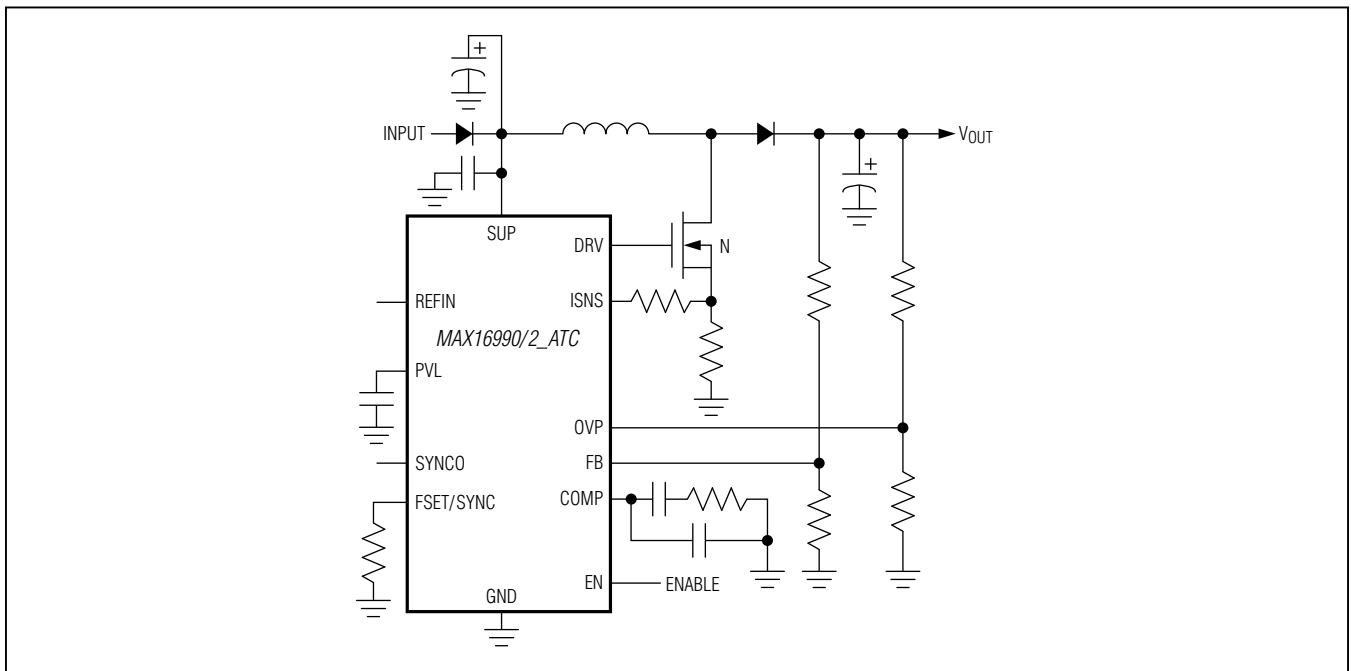 +
INPUT
VOUT
+
SUP
DRV
N
REFIN
ISNS
MAX16990/2_ATC
PVL
OVP
SYNCO
FB
FSET/SYNC
COMP
EN
ENABLE
GND